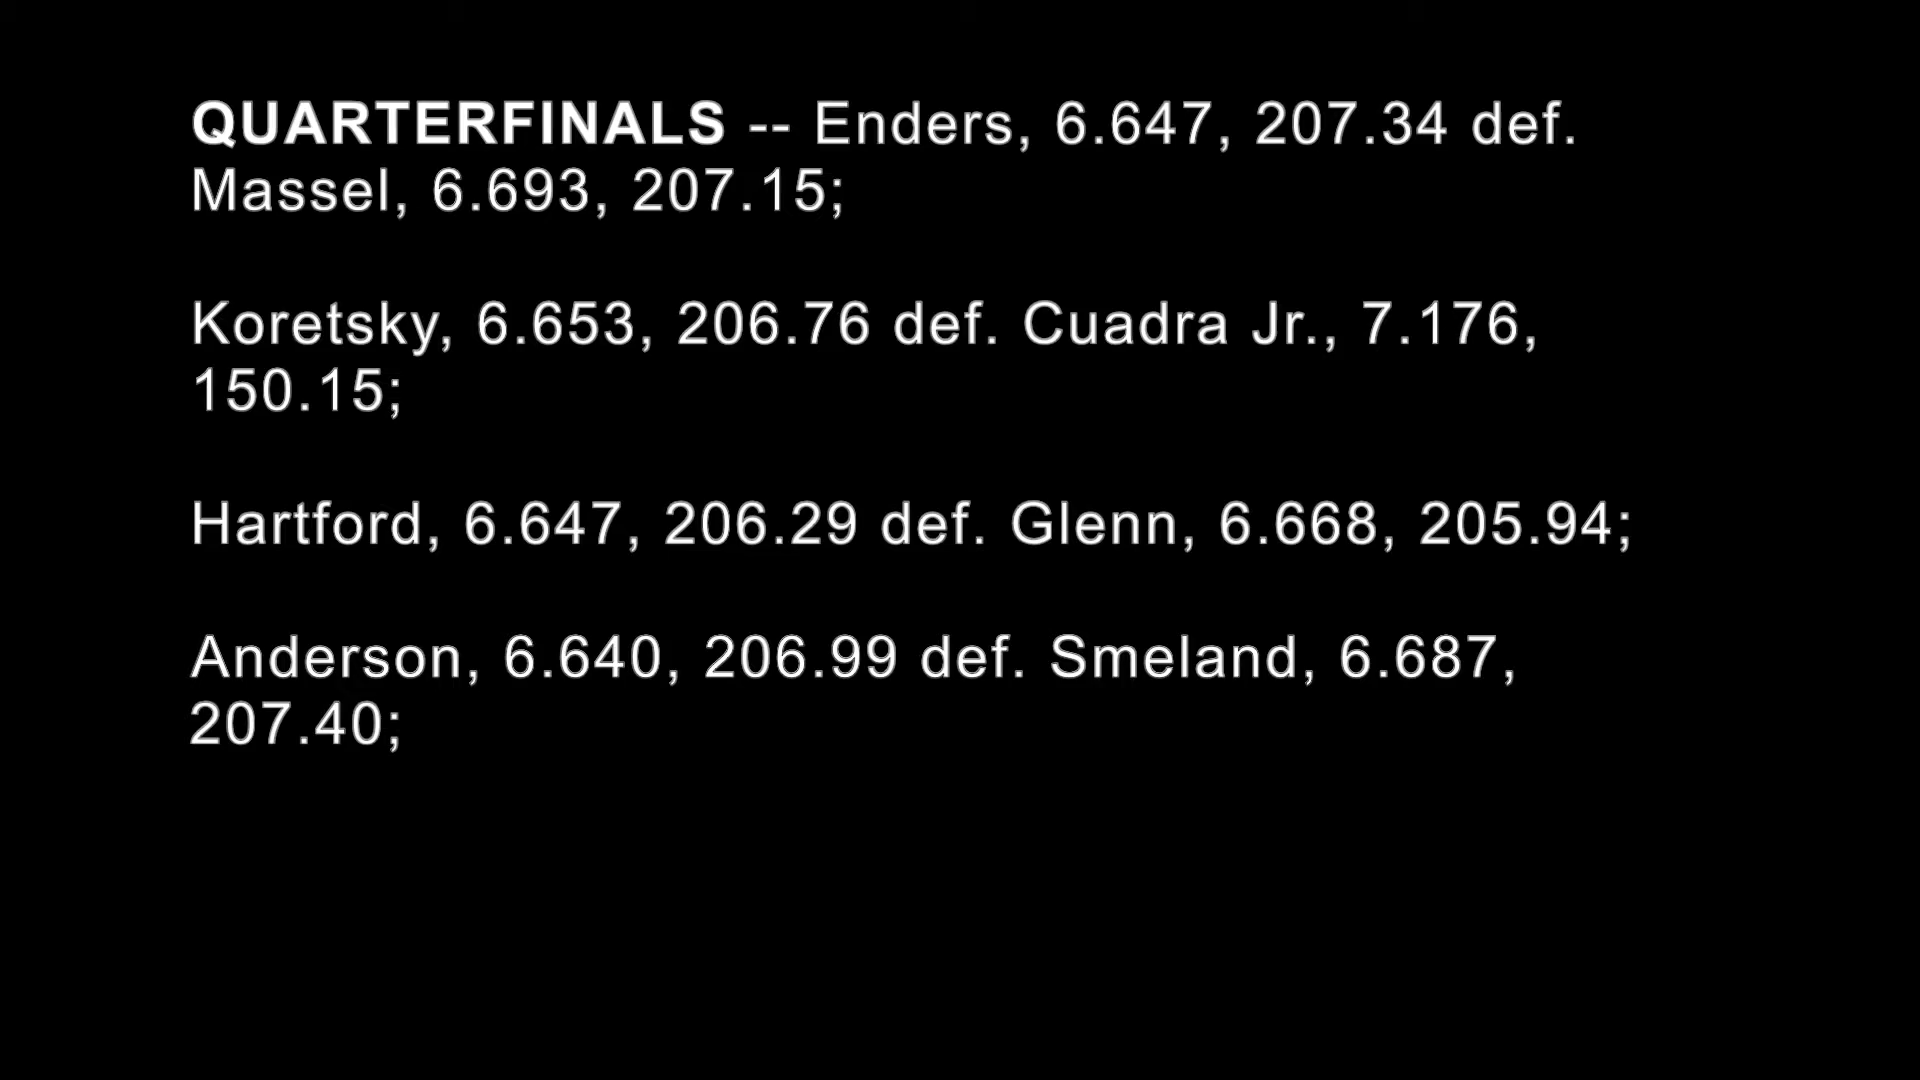 QUARTERFINALS -- Enders, 6.647, 207.34 def.
Massel, 6.693, 207.15;
Koretsky, 6.653, 206.76 def. Cuadra Jr., 7.176,
150.15;
Hartford, 6.647, 206.29 def. Glenn, 6.668, 205.94;
Anderson, 6.640, 206.99 def. Smeland, 6.687,
207.40;